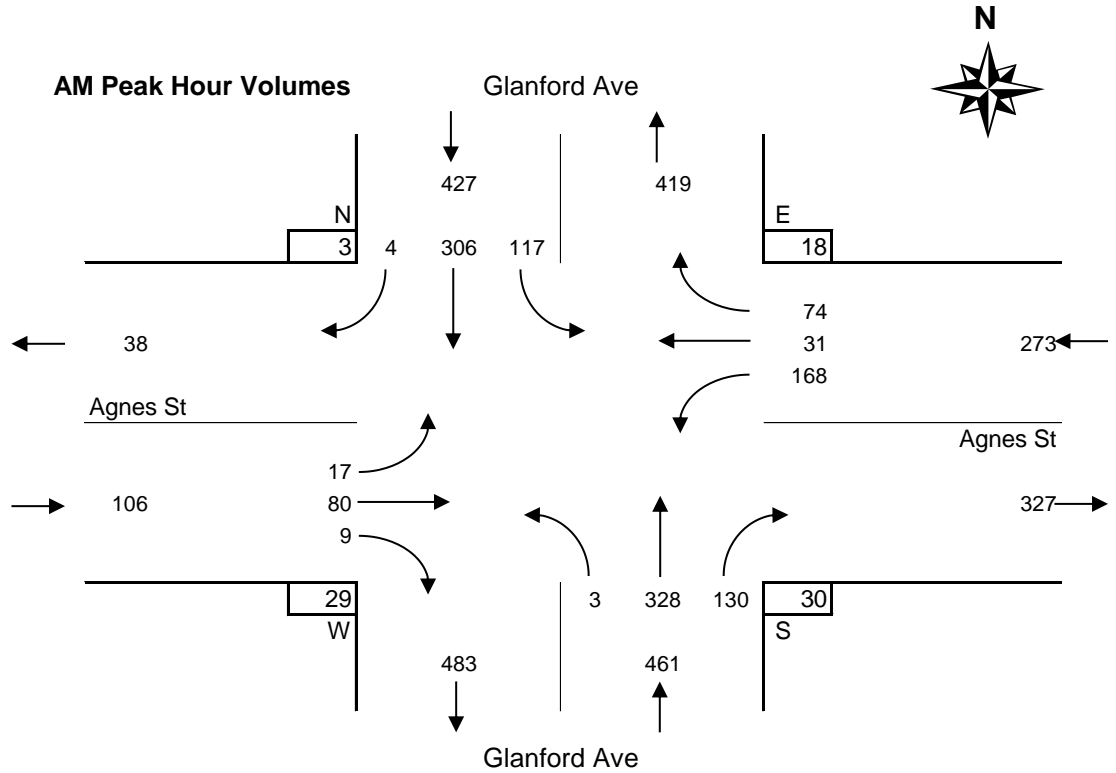 N
AM Peak Hour Volumes Glanford Ave
427 419
N E
3 4 306 117 18
74
38 31 273
168
Agnes St
Agnes St
17
106 80 327
9
29 3 328 130 30
W S
483 461
Glanford Ave